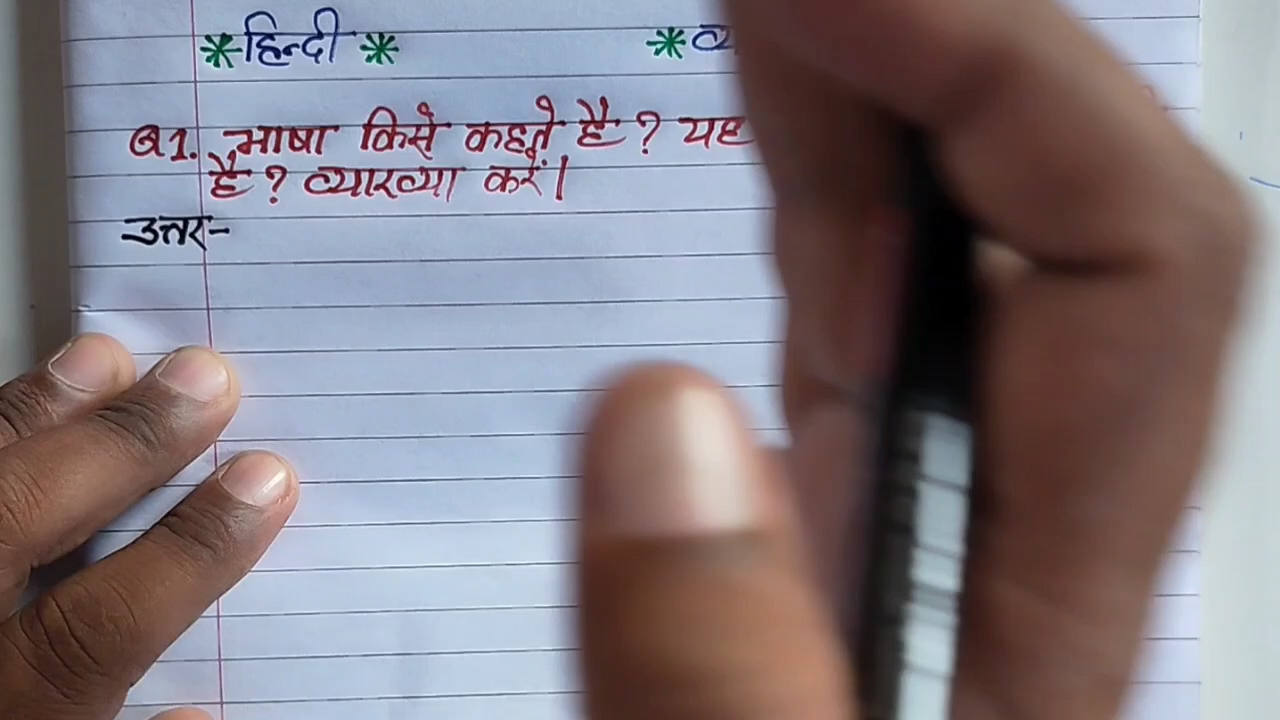 *हिन्दी *
Q1. भाषा किसे कहते है ? यह
है ? व्याख्या करें।
उत्तर-